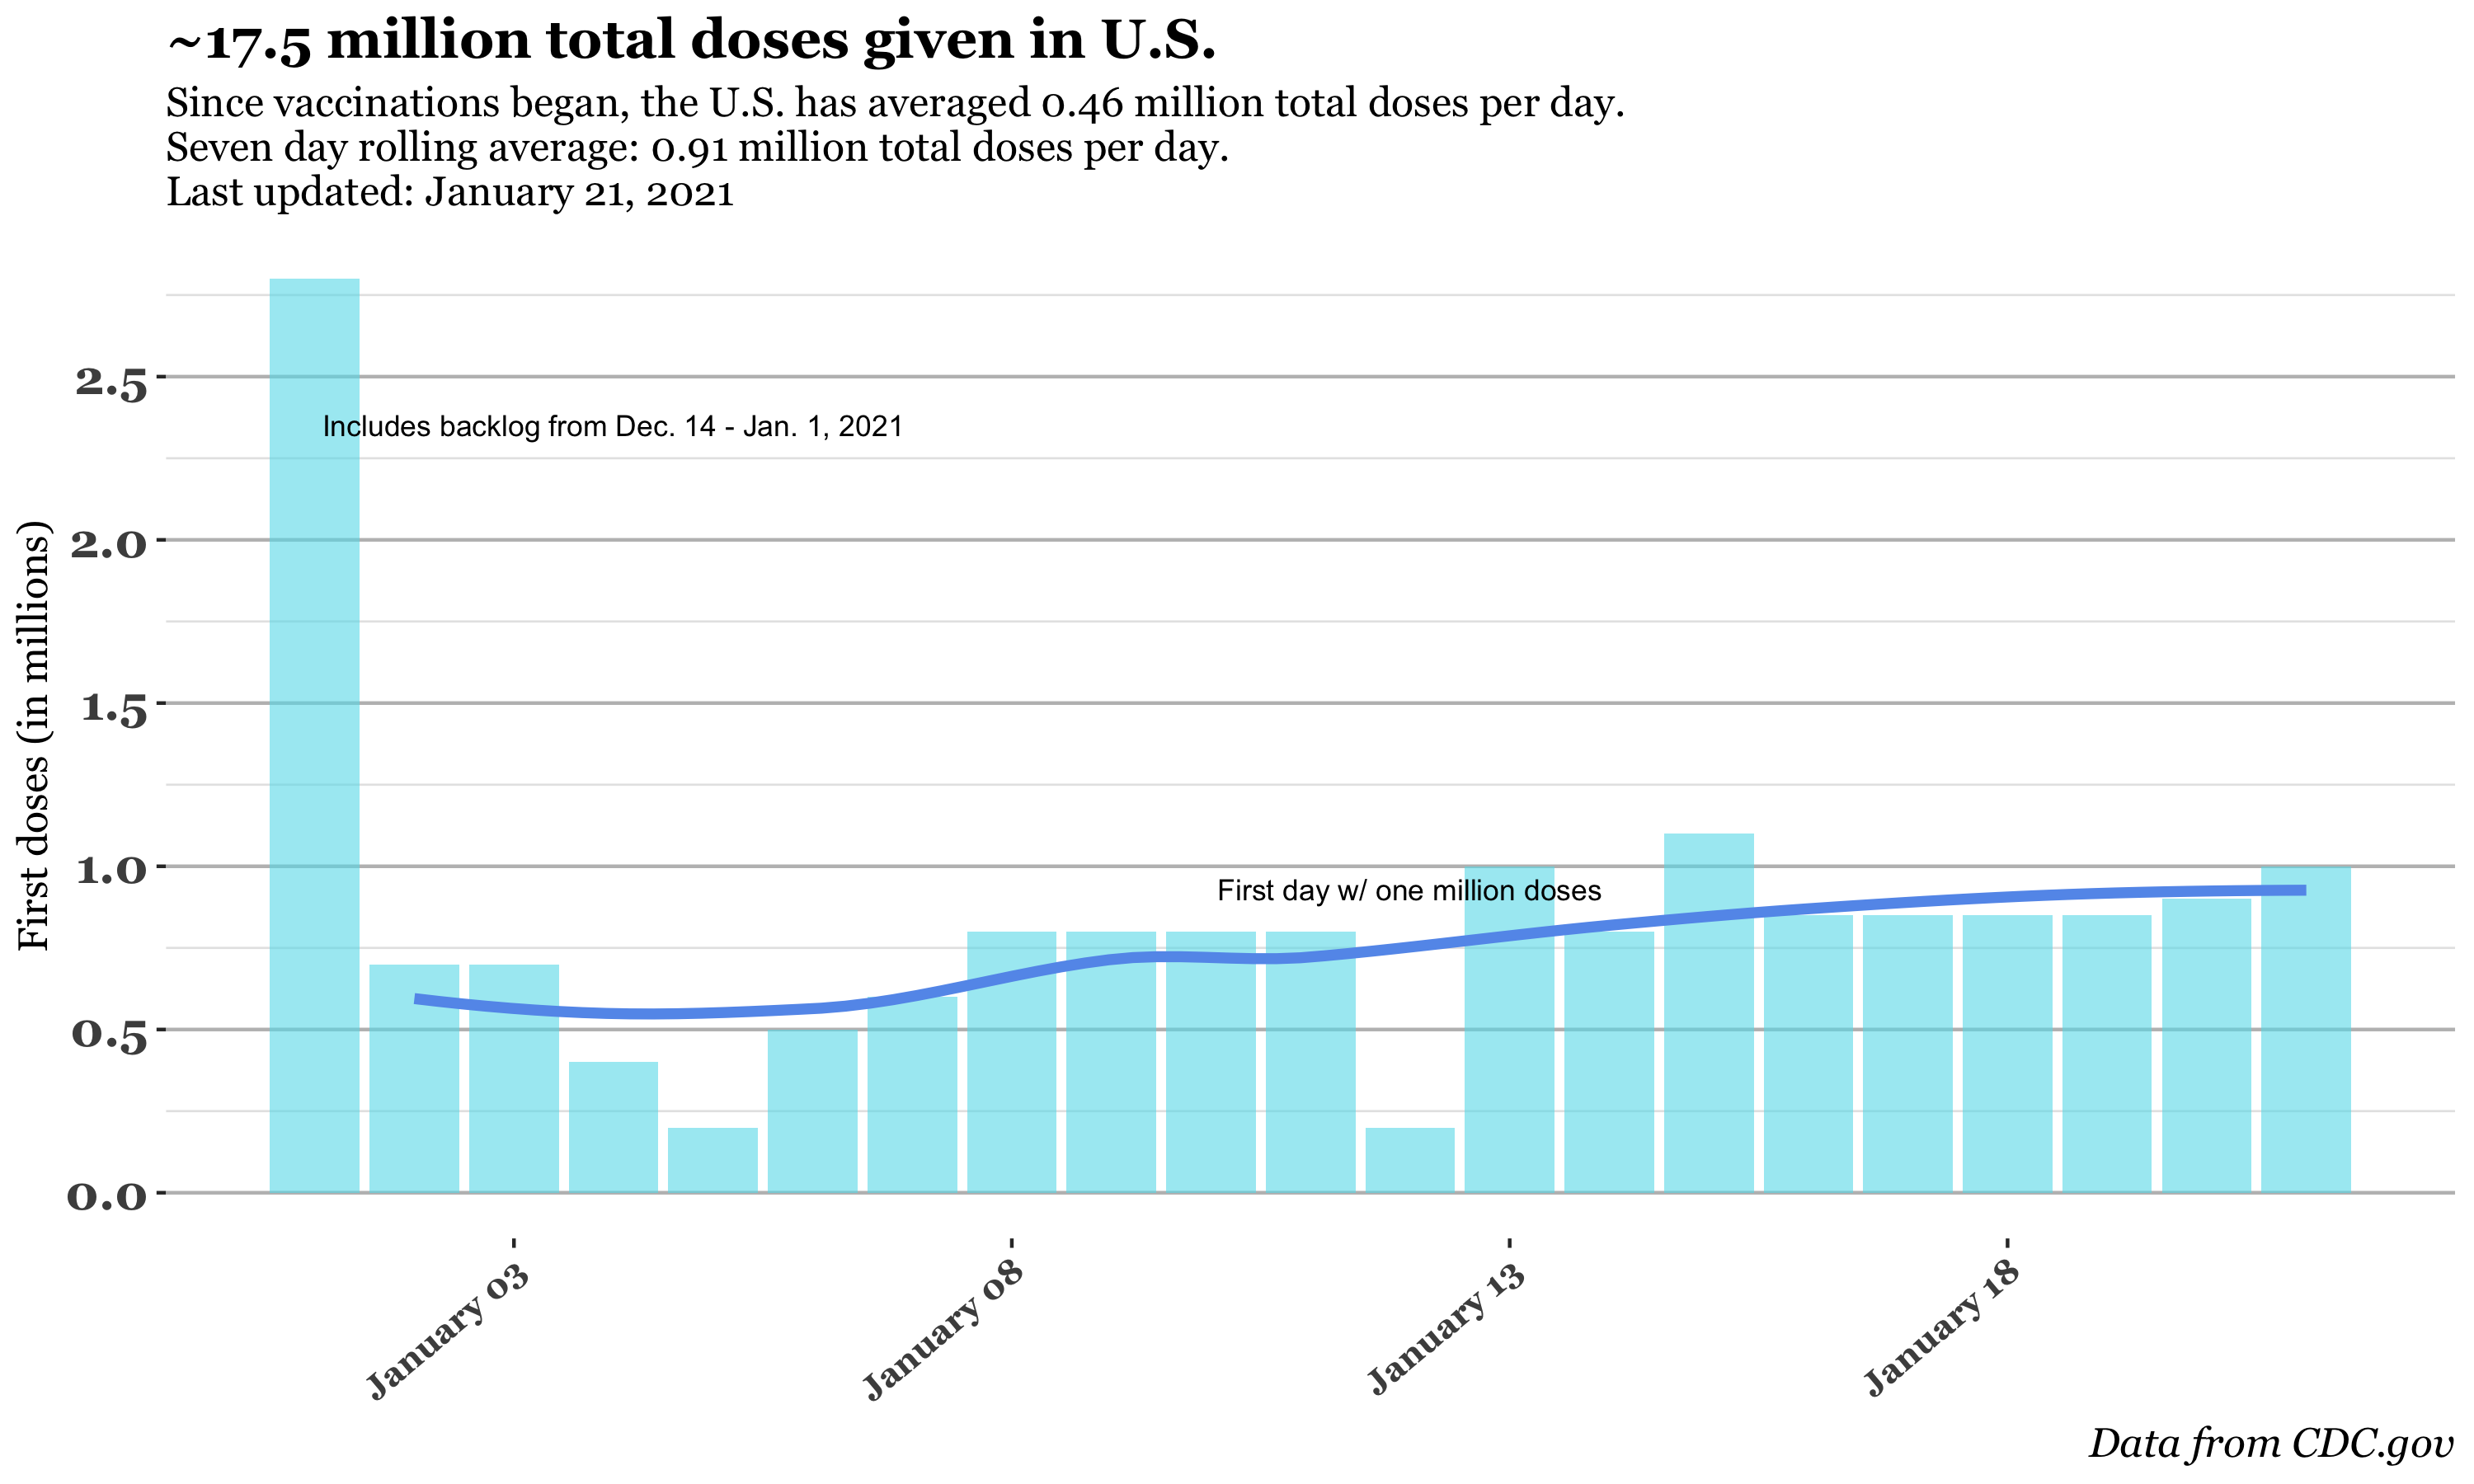 ~17.5 million total doses given in U.S.
Since vaccinations began, the U.S. has averaged 0.46 million total doses per day.
Seven day rolling average: 0.91 million total doses per day.
Last updated: January 21, 2021
First doses (in millions)
2.5
Includes backlog from Dec. 14 - Jan. 1, 2021
2.0
1.5
1.0
First day w/ one million doses
0.5
0.0
January 03
January 08
January 13
January 18
Data from CDC.gov